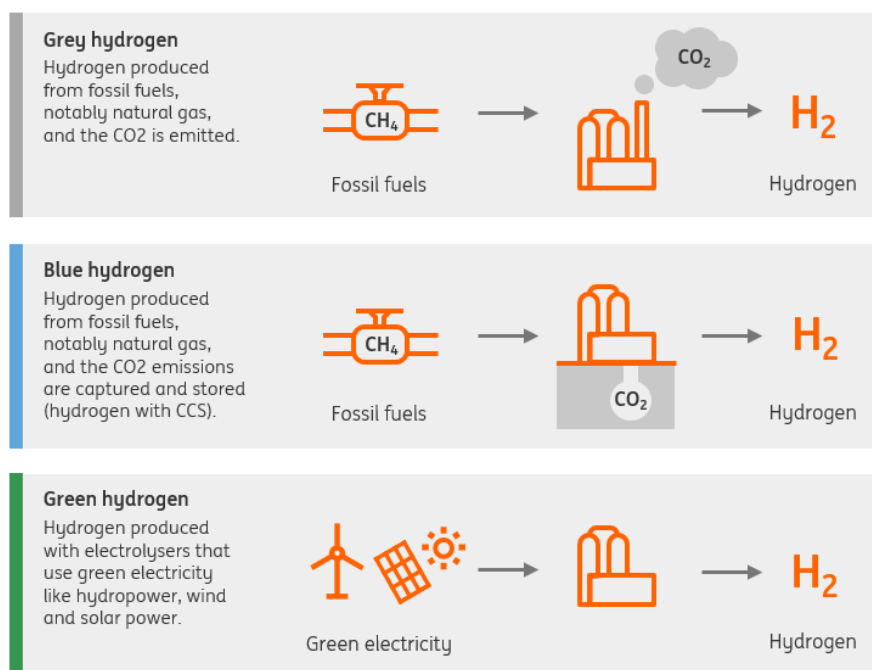 Grey hydrogen
Hydrogen produced
from fossil fuels,
notably natural gas,
and the CO2 is emitted.
CH₄
Fossil fuels
CO₂
H₂
Hydrogen
Blue hydrogen
Hydrogen produced
from fossil fuels,
notably natural gas,
and the CO2 emissions
are captured and stored
(hydrogen with CCS).
CH₄
Fossil fuels
CO₂
H₂
Hydrogen
Green hydrogen
Hydrogen produced
with electrolysers that
use green electricity
like hydropower, wind
and solar power.
Green electricity
H₂
Hydrogen